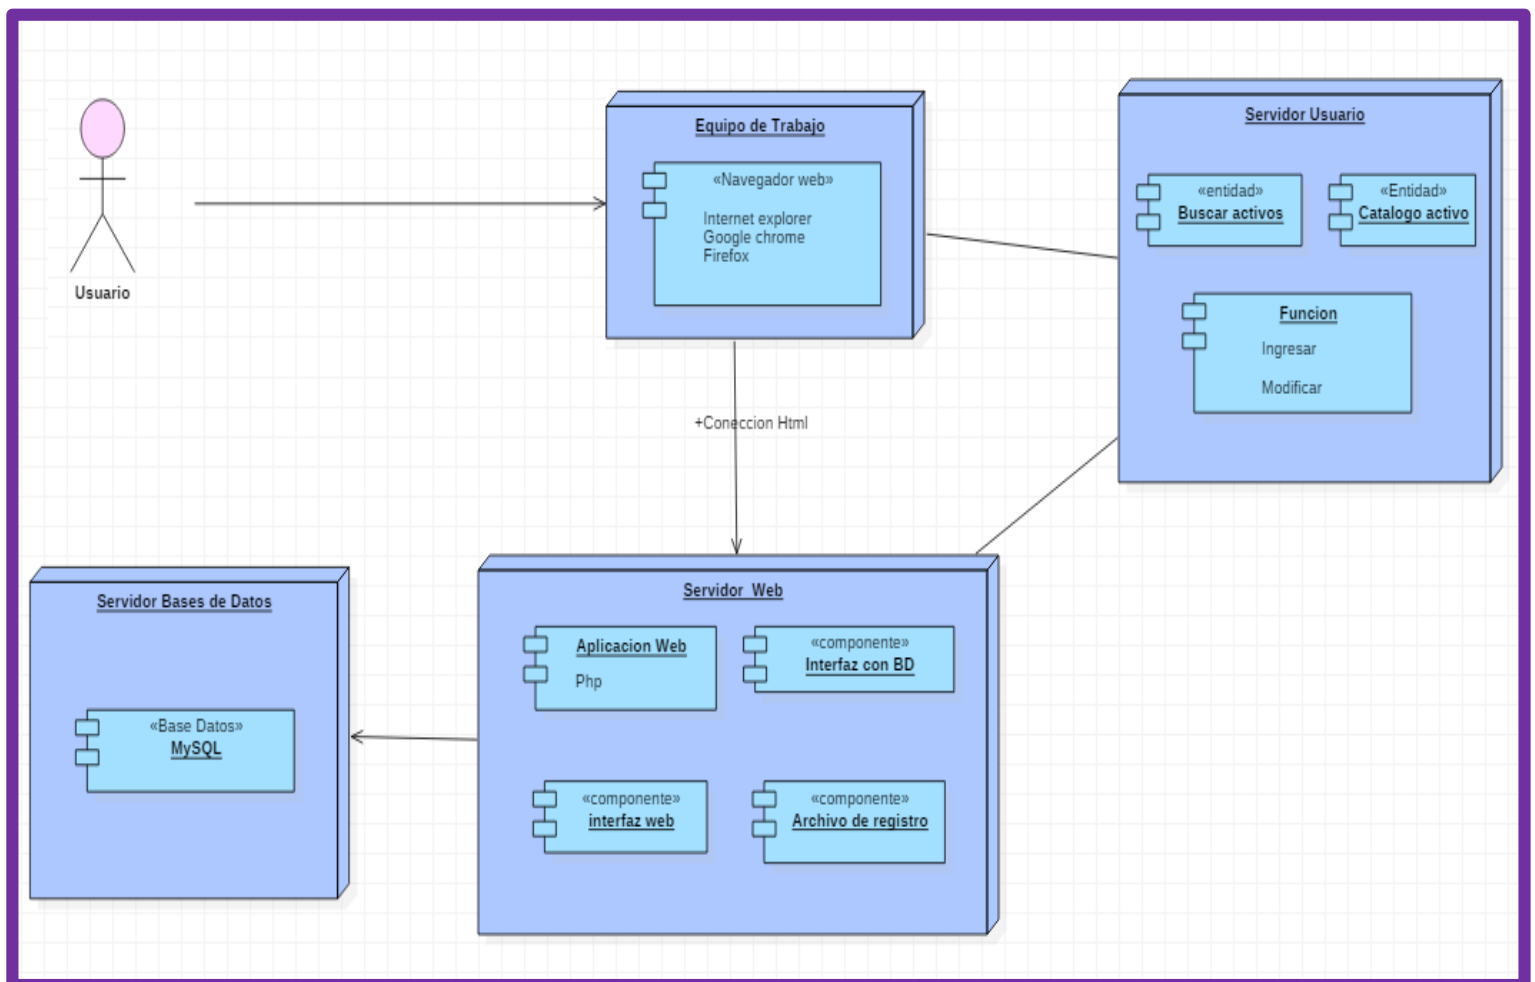 Usuario
Equipo de Trabajo
«Navegador web»
Internet explorer
Google chrome
Firefox
Servidor Usuario
«entidad»
Buscar activos
«Entidad»
Catalogo activo
Funcion
Ingresar
Modificar
+Coneccion Html
Servidor Bases de Datos
«Base Datos»
MySQL
Servidor Web
Aplicacion Web
Php
«componente»
Interfaz con BD
«componente»
interfaz web
«componente»
Archivo de registro